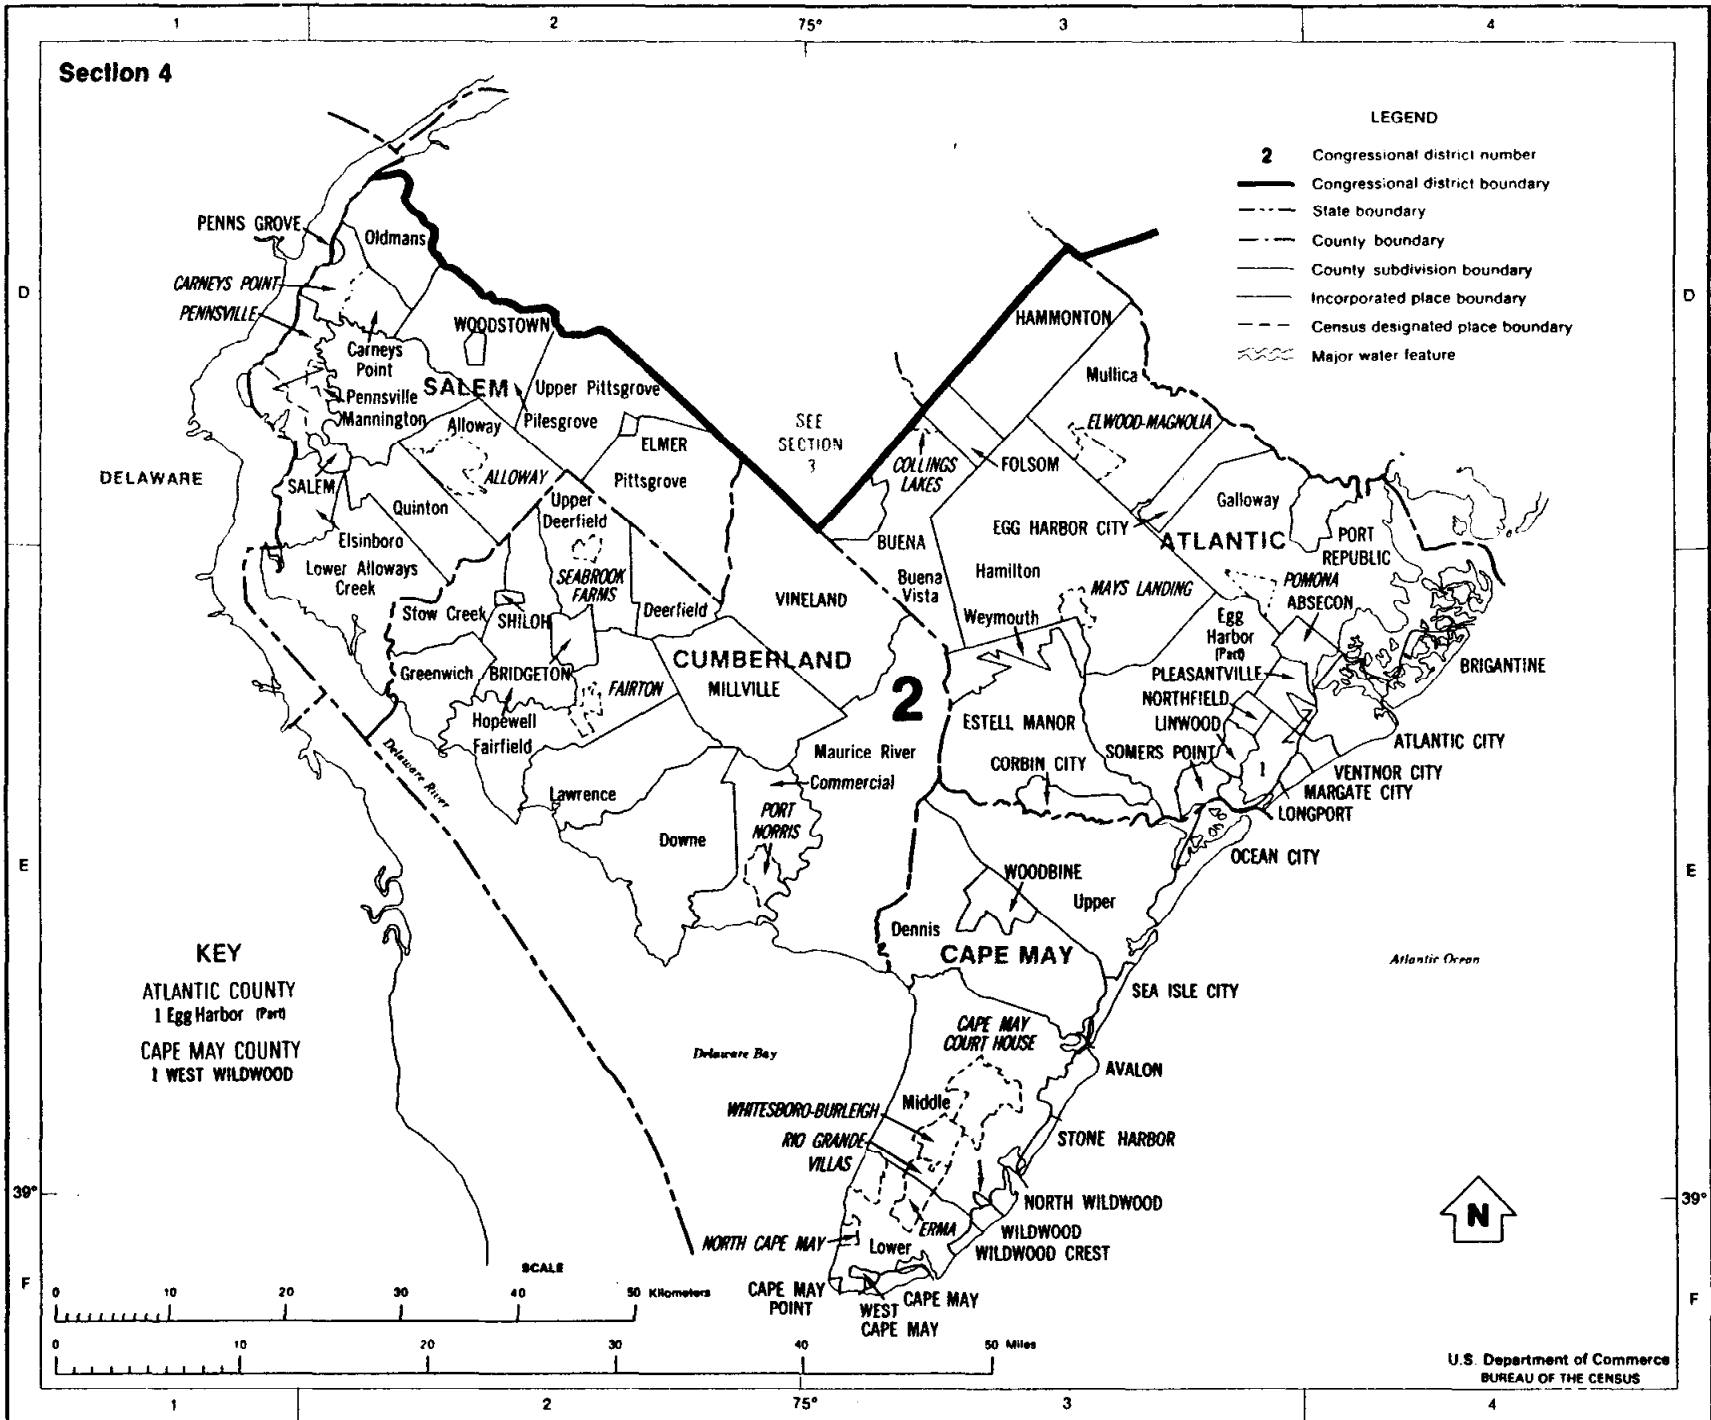 1 2 75° 3 4
Section 4
LEGEND
2 Congressional district number
Congressional district boundary
State boundary
County boundary
County subdivision boundary
Incorporated place boundary
Census designated place boundary
Major water feature
D
D
PENNS GROVE
Oldmans
CARNEYS POINT
PENNSVILLE
WOODSTOWN
Carneys
Point
SALEM
Upper Pittsgrove
Pennsville
Mannington
Alloway
Pilesgrove
ELMER
Pittsgrove
ALLOWAY
DELAWARE
SALEM
Quinton
Elsinboro
Lower Alloways
Creek
Upper
Deerfield
SEABROOK
FARMS
Stow Creek
SHILOH
Deerfield
VINELAND
SEE
SECTION
3
HAMMONTON
Mullica
ELWOOD-MAGNOLIA
COLLINGS
LAKES
FOLSOM
Galloway
EGG HARBOR CITY
ATLANTIC
PORT
REPUBLIC
BUENA
Buena
Vista
Hamilton
MAYS LANDING
POMONA
ABSECON
Weymouth
Egg
Harbor
(Part)
BRIGANTINE
PLEASANTVILLE
NORTHFIELD
LINWOOD
SOMERS POINT
1
ATLANTIC CITY
VENTNOR CITY
MARGATE CITY
LONGPORT
OCEAN CITY
Greenwich
BRIDGETON
FAIRTON
CUMBERLAND
MILLVILLE
2
ESTELL MANOR
CORBIN CITY
Hopewell
Fairfield
Maurice River
Commercial
Delaware River
Lawrence
PORT
NORRIS
Downe
E
E
WOODBINE
Upper
Dennis
CAPE MAY
SEA ISLE CITY
Atlantic Ocean
KEY
ATLANTIC COUNTY
1 Egg Harbor (Part)
CAPE MAY COUNTY
1 WEST WILDWOOD
Delaware Bay
CAPE MAY
COURT HOUSE
AVALON
Middle
WHITESBORO-BURLEIGH
RIO GRANDE
VILLAS
STONE HARBOR
NORTH WILDWOOD
WILDWOOD
WILDWOOD CREST
ERMA
NORTH CAPE MAY
Lower
CAPE MAY
POINT
WEST
CAPE MAY
CAPE MAY
39°
39°
N
F
F
SCALE
0 10 20 30 40 50 Kilometers
0 10 20 30 40 50 Miles
U.S. Department of Commerce
BUREAU OF THE CENSUS
1 2 75° 3 4